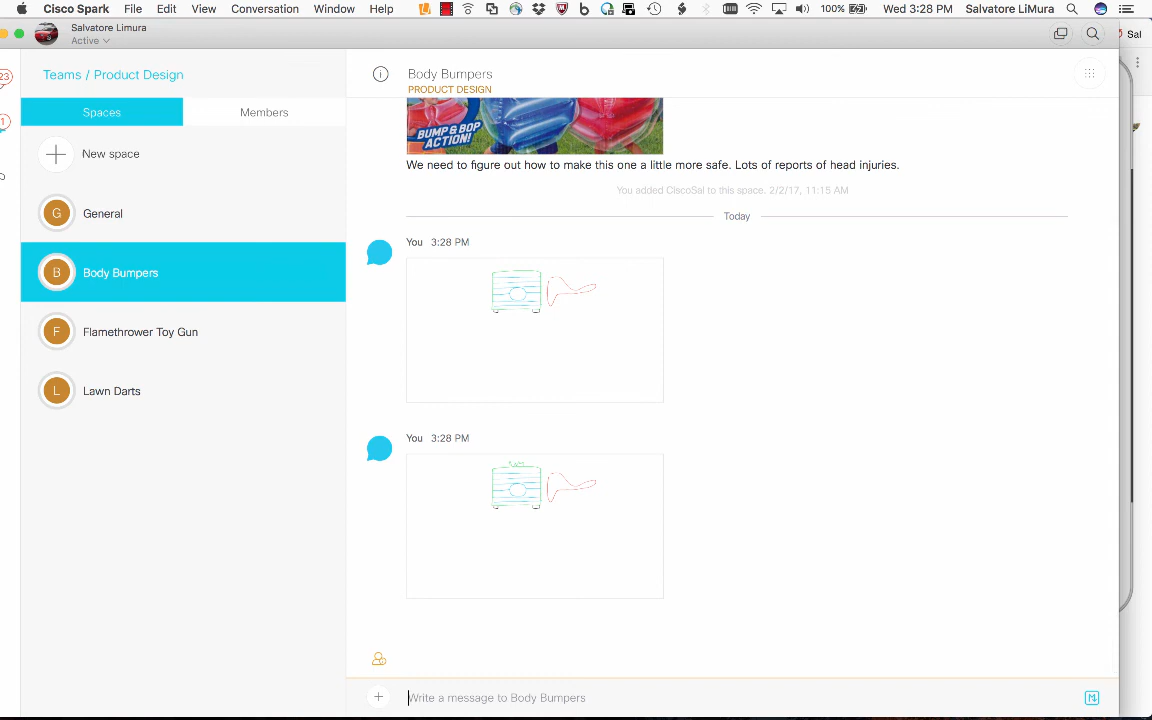 Cisco Spark File Edit View Conversation Window Help 100% Wed 3:28 PM Salvatore LiMura
Salvatore Limura
Active
Sal
23
1
Teams / Product Design
Spaces Members
New space
G General
B Body Bumpers
F Flamethrower Toy Gun
L Lawn Darts
Body Bumpers
PRODUCT DESIGN
BUMP & BOP
ACTION!
We need to figure out how to make this one a little more safe. Lots of reports of head injuries.
You added CiscoSal to this space. 2/2/17, 11:15 AM
Today
You 3:28 PM
You 3:28 PM
Write a message to Body Bumpers